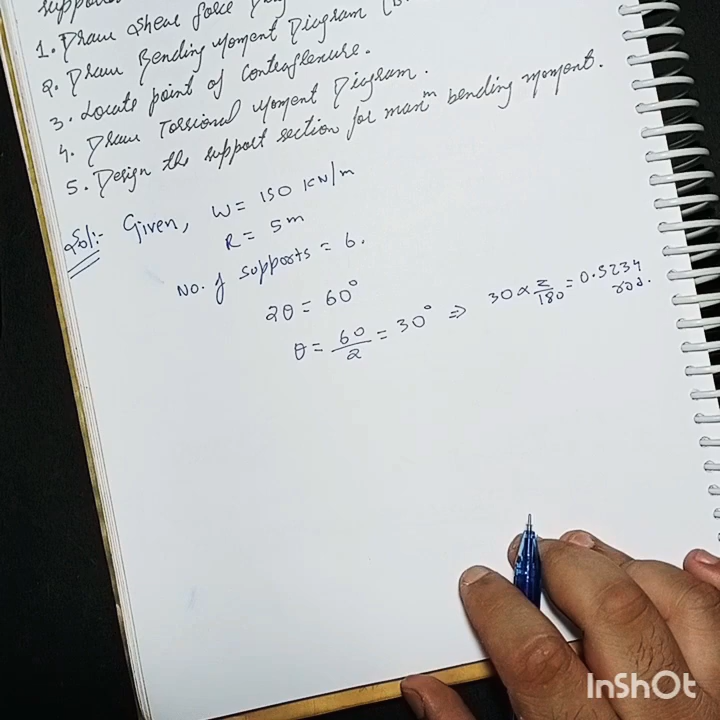 1. Draw Shear force
2. Draw Bending Moment Diagram
3. Locate point of Contraflexure.
4. Draw Torsional Moment Diagram.
5. Design the support section for maxm bending moment.
Sol:- Given, W = 150 KN/m
R = 5m
No. of supports = 6.
2θ = 60°
θ = 60/2 = 30° => 30 × π/180 = 0.5234 rad.
InShOt